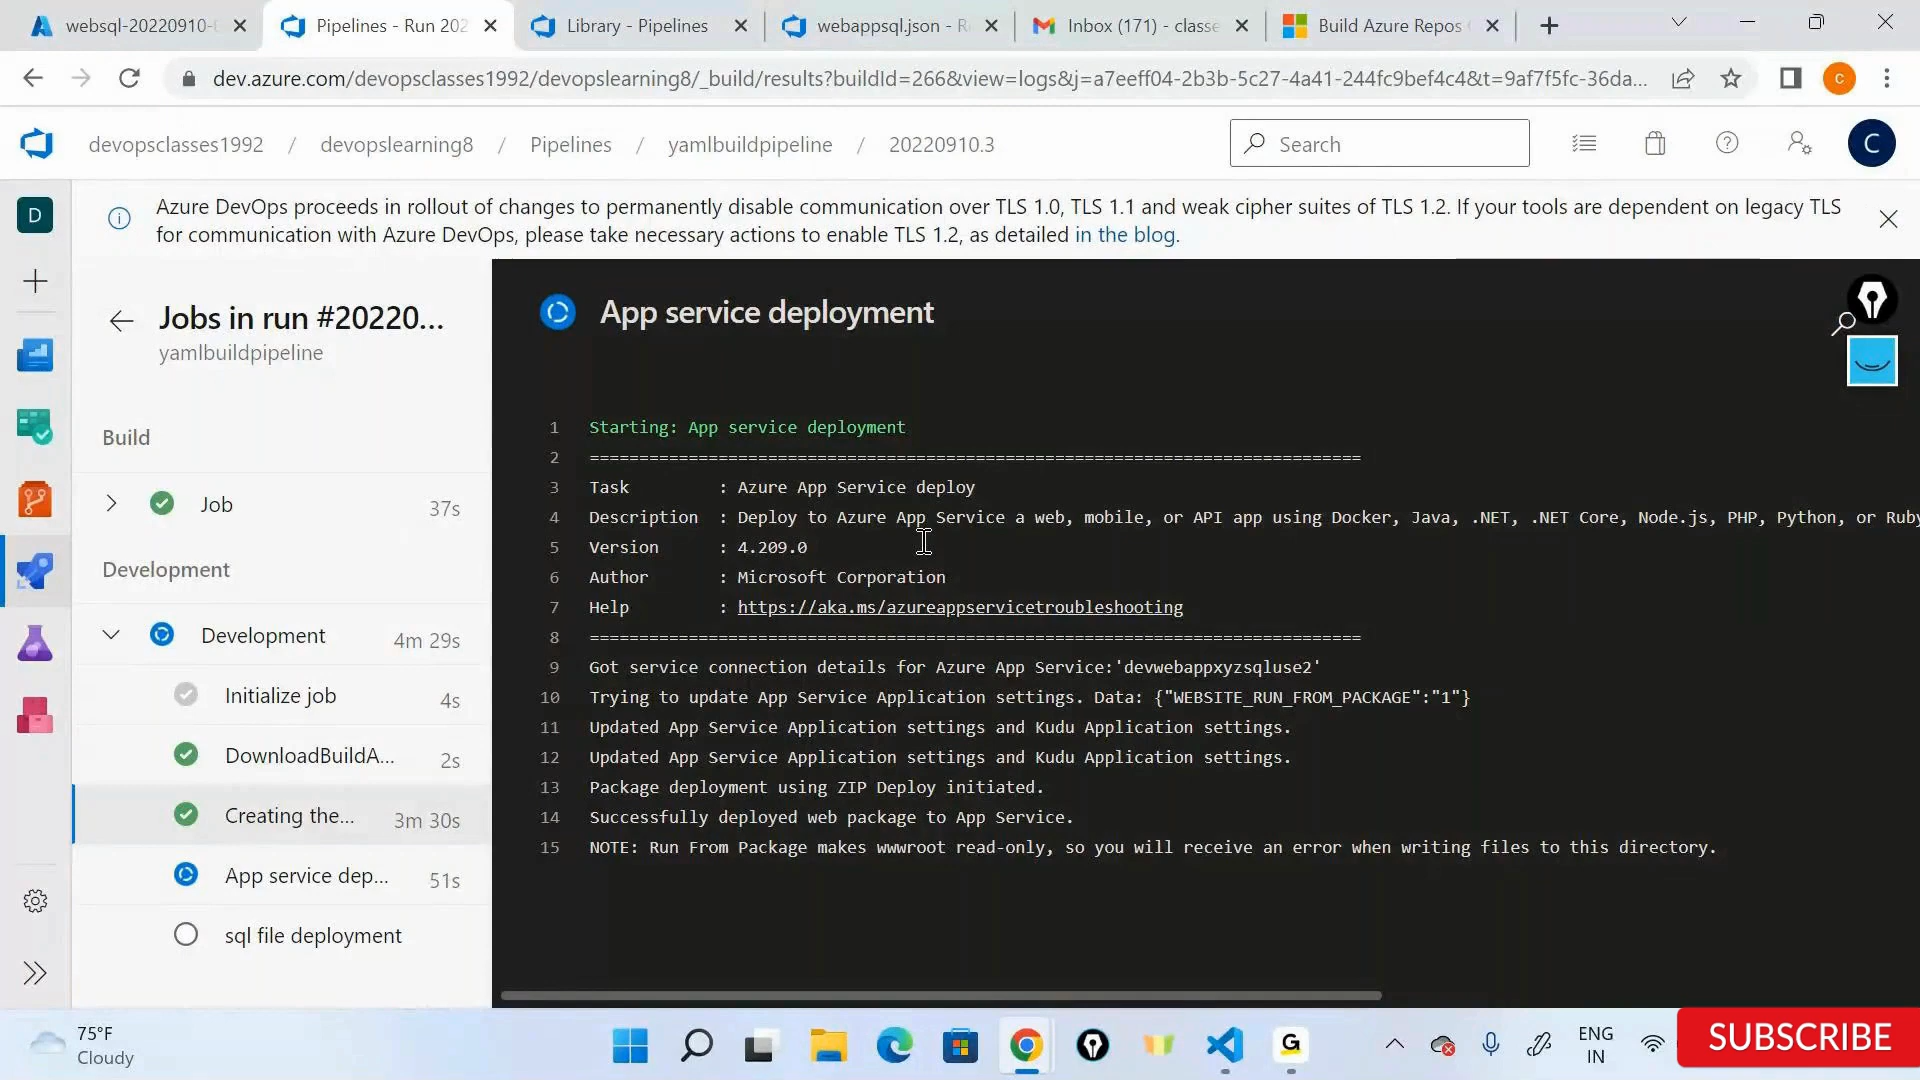 websql-20220910-
Pipelines - Run 202
Library - Pipelines
webappsql.json - R
Inbox (171) - classe
Build Azure Repos
dev.azure.com/devopsclasses1992/devopslearning8/_build/results?buildId=266&view=logs&j=a7eeff04-2b3b-5c27-4a41-244fc9bef4c4&t=9af7f5fc-36da...
C
devopsclasses1992 / devopslearning8 / Pipelines / yamlbuildpipeline / 20220910.3
Search
C
D
Azure DevOps proceeds in rollout of changes to permanently disable communication over TLS 1.0, TLS 1.1 and weak cipher suites of TLS 1.2. If your tools are dependent on legacy TLS
for communication with Azure DevOps, please take necessary actions to enable TLS 1.2, as detailed in the blog.
Jobs in run #20220...
yamlbuildpipeline
Build
Job 37s
Development
Development 4m 29s
Initialize job 4s
DownloadBuildA... 2s
Creating the... 3m 30s
App service dep... 51s
sql file deployment
App service deployment
1 Starting: App service deployment
2 ==============================================================================
3 Task : Azure App Service deploy
4 Description : Deploy to Azure App Service a web, mobile, or API app using Docker, Java, .NET, .NET Core, Node.js, PHP, Python, or Ruby
5 Version : 4.209.0
6 Author : Microsoft Corporation
7 Help : https://aka.ms/azureappservicetroubleshooting
8 ==============================================================================
9 Got service connection details for Azure App Service:'devwebappxyzsqluse2'
10 Trying to update App Service Application settings. Data: {"WEBSITE_RUN_FROM_PACKAGE":"1"}
11 Updated App Service Application settings and Kudu Application settings.
12 Updated App Service Application settings and Kudu Application settings.
13 Package deployment using ZIP Deploy initiated.
14 Successfully deployed web package to App Service.
15 NOTE: Run From Package makes wwwroot read-only, so you will receive an error when writing files to this directory.
75°F
Cloudy
G
ENG
IN
SUBSCRIBE